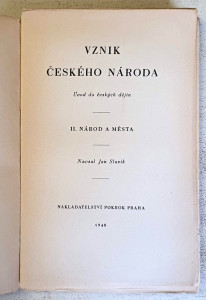 VZNIK
ČESKÉHO NÁRODA
Úvod do českých dějin
II. NÁROD A MĚSTA
Napsal Jan Slavík
NAKLADATELSTVÍ POKROK PRAHA
1948